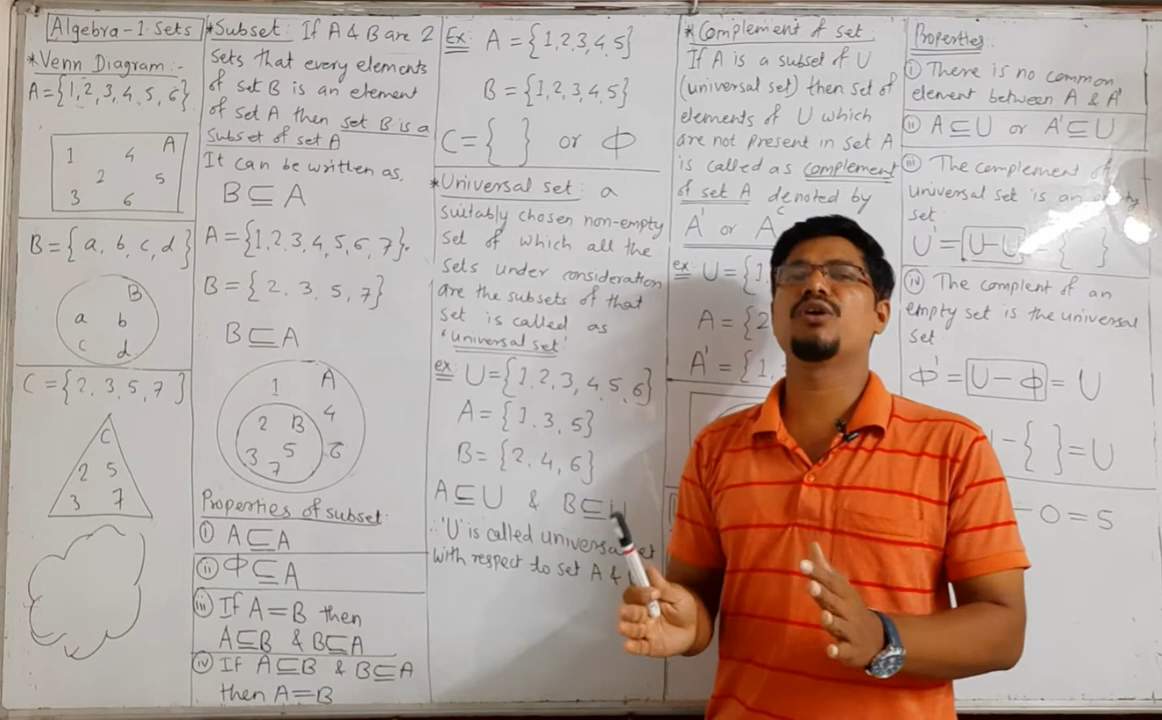 Algebra-1. Sets
*Venn Diagram:-
A={1,2,3,4,5,6}.
1 4 A
2 5
3 6
B={a,b,c,d}
B
a b
c d
C={2,3,5,7}
C
2 5
3 7
*Subset: If A & B are 2
sets that every elements
of set B is an element
of set A then set B is a
subset of set A
It can be written as,
B⊆A
A={1,2,3,4,5,6,7}.
B={2,3,5,7}
B⊆A
1 A
2 B 4
3 5 6
7
Properties of subset:
i) A⊆A
ii) Φ⊆A
iii) If A=B then
A⊆B & B⊆A
iv) If A⊆B & B⊆A
then A=B
Ex: A={1,2,3,4,5}
B={1,2,3,4,5}
C={ } or Φ
*Universal set: a
suitably chosen non-empty
set of which all the
sets under consideration
are the subsets of that
set is called as
'universal set'
ex: U={1,2,3,4,5,6}
A={1,3,5}
B={2,4,6}
A⊆U & B⊆
∴'U' is called universal
with respect to set A &
*Complement of set:
If A is a subset of U
(universal set) then set of
elements of U which
are not present in set A
is called as complement
of set A denoted by
A' or Aᶜ
ex: U={1
A={2
A'={1,
Properties:
i) There is no common
element between A & A'
ii) A⊆U or A'⊆U
iii) The complement of
universal set is an
set
U'=U-U { }
iv) The complent of an
empty set is the universal
set.
Φ'=U-Φ=U
-{ }=U
-0=5